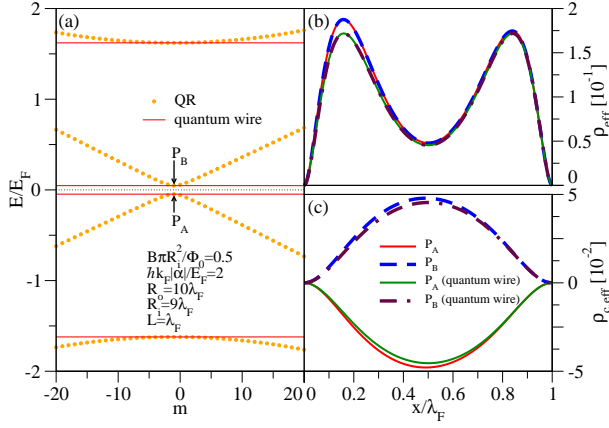 (a)
(b)
(c)
E/E_F
2
1
0
-1
-2
QR
quantum wire
P_B
P_A
BπR_i^2/Φ_0=0.5
ℏk_F|α|/E_F=2
R_o=10λ_F
R_i=9λ_F
L=λ_F
-20
-10
0
10
20
m
2
1.5
1
0.5
0
ρ_eff [10^-1]
P_A
P_B
P_A (quantum wire)
P_B (quantum wire)
5
0
-5
ρ_c,eff [10^-2]
0
0.2
0.4
0.6
0.8
1
x/λ_F